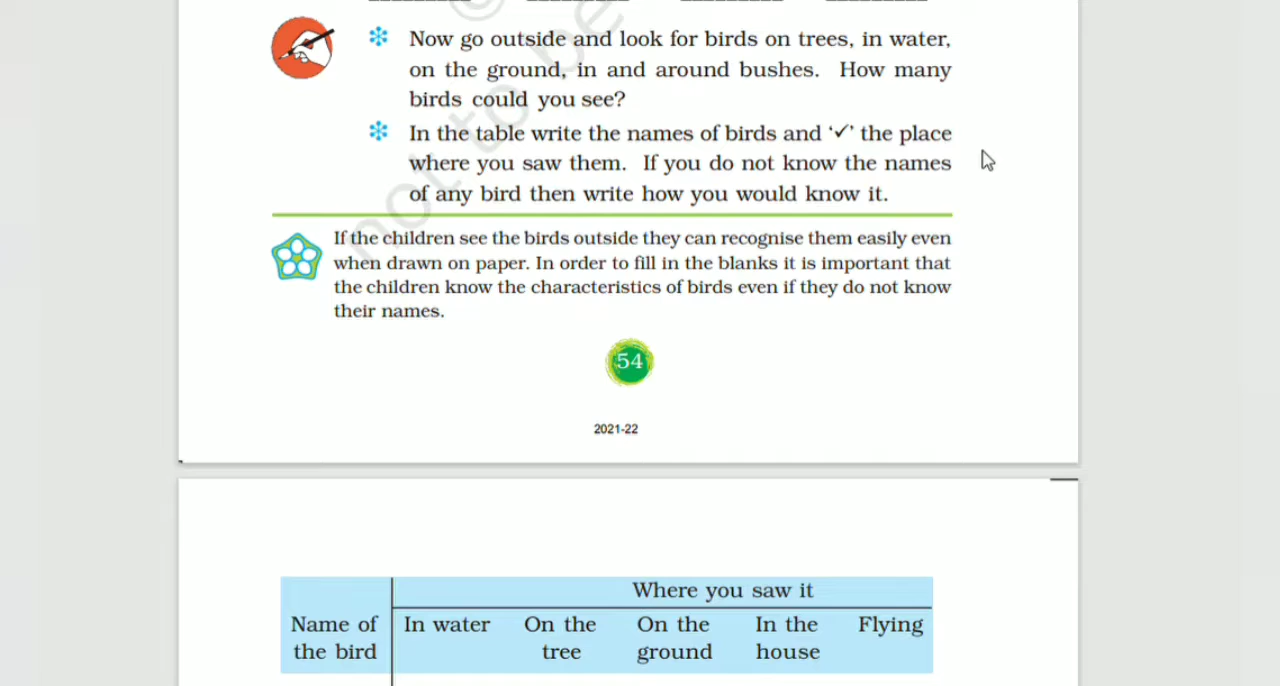 Now go outside and look for birds on trees, in water,
on the ground, in and around bushes. How many
birds could you see?
In the table write the names of birds and ‘✓’ the place
where you saw them. If you do not know the names
of any bird then write how you would know it.
If the children see the birds outside they can recognise them easily even
when drawn on paper. In order to fill in the blanks it is important that
the children know the characteristics of birds even if they do not know
their names.
54
2021-22
Where you saw it
Name of the bird
In water
On the tree
On the ground
In the house
Flying
not to be
©